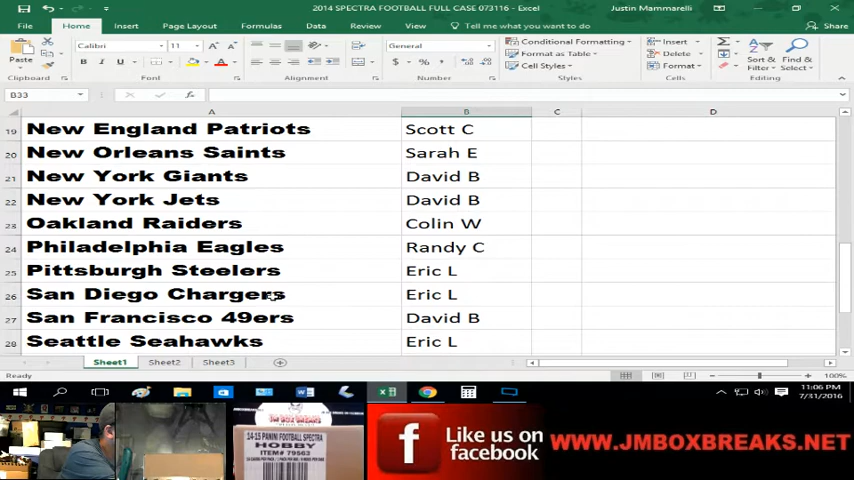 2014 SPECTRA FOOTBALL FULL CASE 073116 - Excel
Justin Mammarelli
File Home Insert Page Layout Formulas Data Review View Tell me what you want to do Share
Paste
Calibri 11
General
Conditional Formatting
Format as Table
Cell Styles
Insert
Delete
Format
Sort & Filter
Find & Select
Clipboard Font Alignment Number Styles Cells Editing
B33
A B C D
19 New England Patriots Scott C
20 New Orleans Saints Sarah E
21 New York Giants David B
22 New York Jets David B
23 Oakland Raiders Colin W
24 Philadelphia Eagles Randy C
25 Pittsburgh Steelers Eric L
26 San Diego Chargers Eric L
27 San Francisco 49ers David B
28 Seattle Seahawks Eric L
Sheet1 Sheet2 Sheet3
Ready
100%
11:06 PM
7/31/2016
14-15 PANINI FOOTBALL SPECTRA
HOBBY
ITEM# 79563
Like us on
facebook
WWW.JMBOXBREAKS.NET